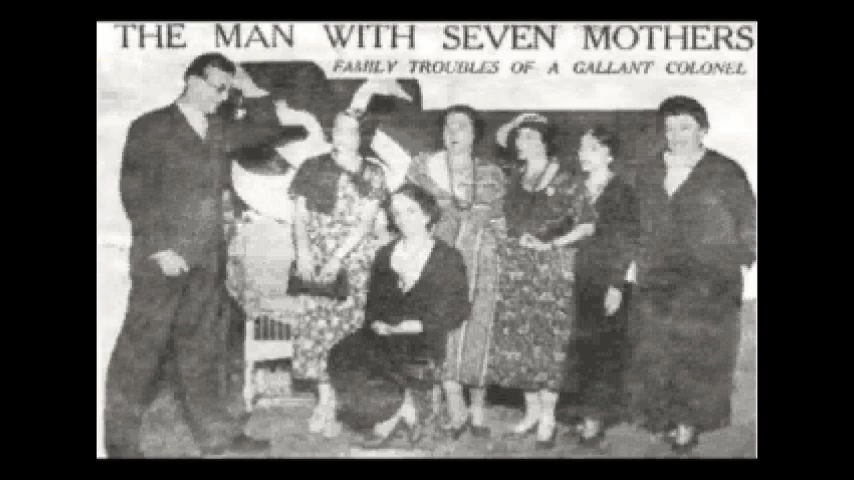 THE MAN WITH SEVEN MOTHERS
FAMILY TROUBLES OF A GALLANT COLONEL